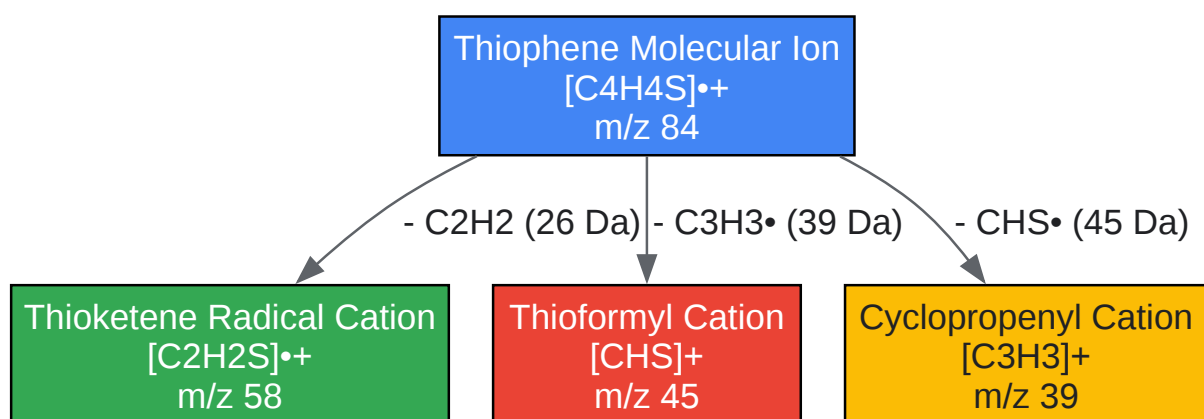 Thiophene Molecular Ion
[C4H4S]•+
m/z 84
- C2H2 (26 Da)
- C3H3• (39 Da)
- CHS• (45 Da)
Thioketene Radical Cation
[C2H2S]•+
m/z 58
Thioformyl Cation
[CHS]+
m/z 45
Cyclopropenyl Cation
[C3H3]+
m/z 39